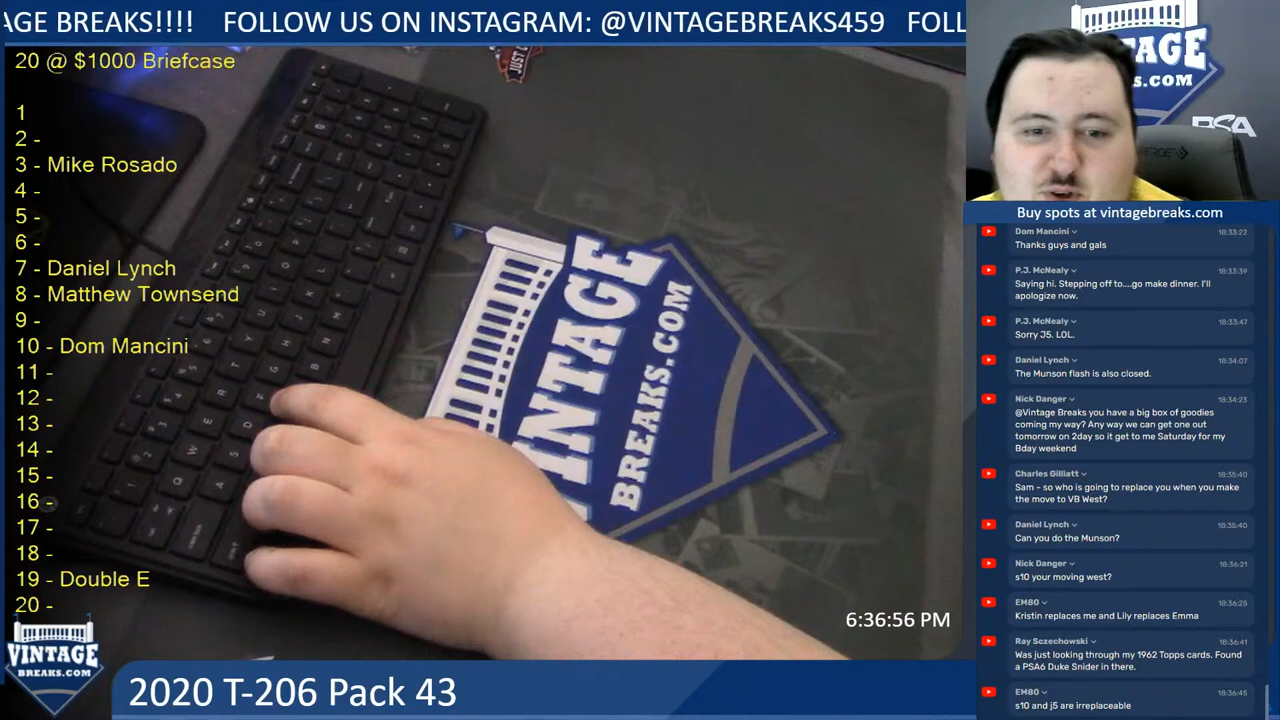 AGE BREAKS!!!! FOLLOW US ON INSTAGRAM: @VINTAGEBREAKS459 FOLL
20 @ $1000 Briefcase
1
2 -
3 - Mike Rosado
4 -
5 -
6 -
7 - Daniel Lynch
8 - Matthew Townsend
9 -
10 - Dom Mancini
11 -
12 -
13 -
14 -
15 -
16 -
17 -
18 -
19 - Double E
20 -
VINTAGE
BREAKS.COM
2020 T-206 Pack 43
JUST
VINTAGE
BREAKS.COM
6:36:56 PM
PSA
Buy spots at vintagebreaks.com
Dom Mancini 18:33:22
Thanks guys and gals
P.J. McNealy 18:33:39
Saying hi. Stepping off to....go make dinner. I'll
apologize now.
P.J. McNealy 18:33:47
Sorry J5. LOL.
Daniel Lynch 18:34:07
The Munson flash is also closed.
Nick Danger 18:34:23
@Vintage Breaks you have a big box of goodies
coming my way? Any way we can get one out
tomorrow on 2day so it get to me Saturday for my
Bday weekend
Charles Gilliatt 18:35:40
Sam - so who is going to replace you when you make
the move to VB West?
Daniel Lynch 18:35:40
Can you do the Munson?
Nick Danger 18:36:21
s10 your moving west?
EM80 18:36:25
Kristin replaces me and Lily replaces Emma
Ray Sczechowski 18:36:41
Was just looking through my 1962 Topps cards. Found
a PSA6 Duke Snider in there.
EM80 18:36:45
s10 and j5 are irreplaceable